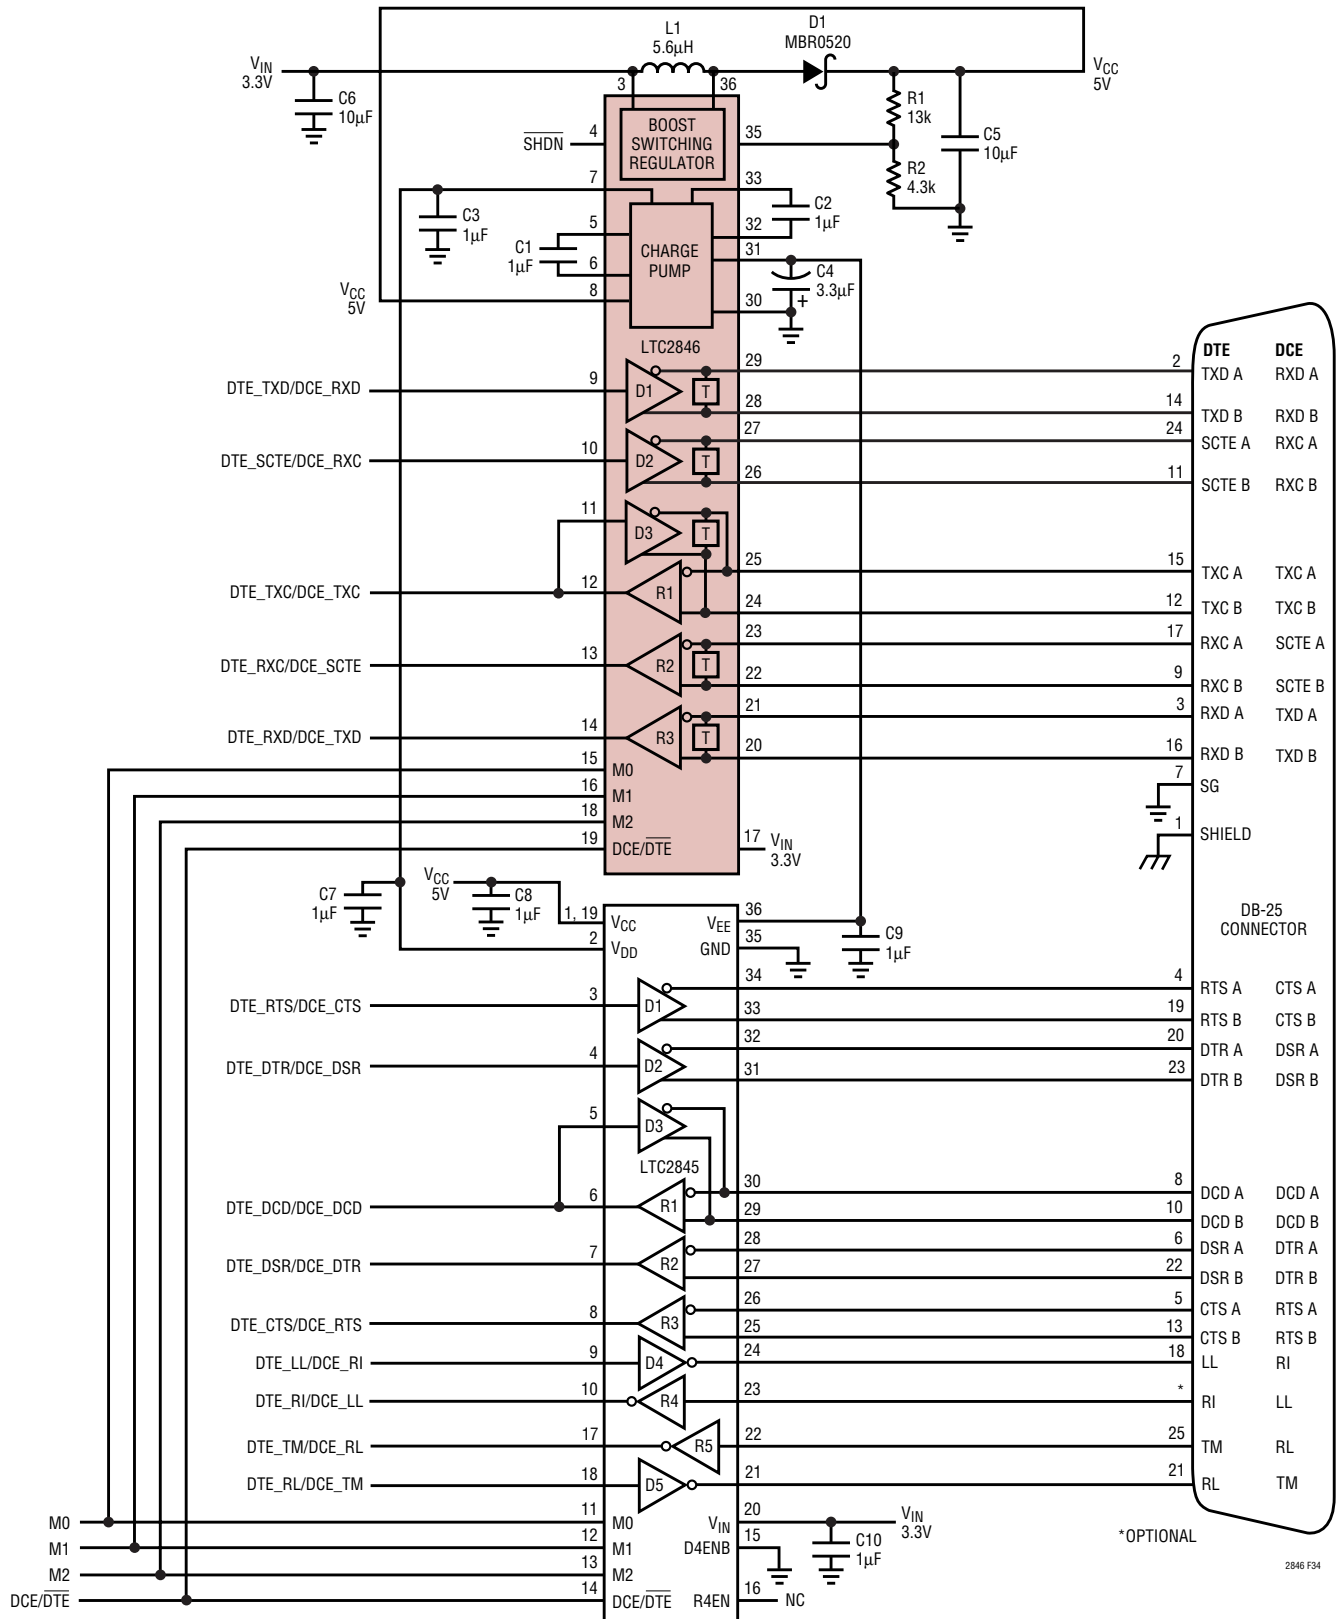 L1
5.6µH
D1
MBR0520
VIN
3.3V
C6
10µF
3
36
VCC
5V
R1
13k
C5
10µF
R2
4.3k
SHDN
4
BOOST
SWITCHING
REGULATOR
35
7
33
C3
1µF
C2
1µF
5
32
C1
1µF
CHARGE
PUMP
31
6
C4
3.3µF
+
VCC
5V
8
30
LTC2846
DTE_TXD/DCE_RXD
9
D1
T
29
28
DTE_SCTE/DCE_RXC
10
D2
T
27
26
11
D3
T
25
DTE_TXC/DCE_TXC
12
R1
24
DTE_RXC/DCE_SCTE
13
R2
T
23
22
DTE_RXD/DCE_TXD
14
R3
T
21
20
15
M0
16
M1
18
M2
19
DCE/DTE
17
VIN
3.3V
DTE
DCE
2
TXD A
RXD A
14
TXD B
RXD B
24
SCTE A
RXC A
11
SCTE B
RXC B
15
TXC A
TXC A
12
TXC B
TXC B
17
RXC A
SCTE A
9
RXC B
SCTE B
3
RXD A
TXD A
16
RXD B
TXD B
7
SG
1
SHIELD
DB-25
CONNECTOR
C7
1µF
VCC
5V
C8
1µF
1, 19
VCC
2
VDD
VEE
36
GND
35
C9
1µF
DTE_RTS/DCE_CTS
3
D1
34
33
4
RTS A
CTS A
19
RTS B
CTS B
DTE_DTR/DCE_DSR
4
D2
32
31
20
DTR A
DSR A
23
DTR B
DSR B
5
D3
LTC2845
DTE_DCD/DCE_DCD
6
R1
30
29
8
DCD A
DCD A
10
DCD B
DCD B
DTE_DSR/DCE_DTR
7
R2
28
27
6
DSR A
DTR A
22
DSR B
DTR B
DTE_CTS/DCE_RTS
8
R3
26
25
5
CTS A
RTS A
13
CTS B
RTS B
DTE_LL/DCE_RI
9
D4
24
18
LL
RI
DTE_RI/DCE_LL
10
R4
23
*
RI
LL
DTE_TM/DCE_RL
17
R5
22
25
TM
RL
DTE_RL/DCE_TM
18
D5
21
21
RL
TM
M0
11
M0
VIN
20
VIN
3.3V
M1
12
M1
D4ENB
15
C10
1µF
M2
13
M2
DCE/DTE
14
DCE/DTE
R4EN
16
NC
*OPTIONAL
2846 F34